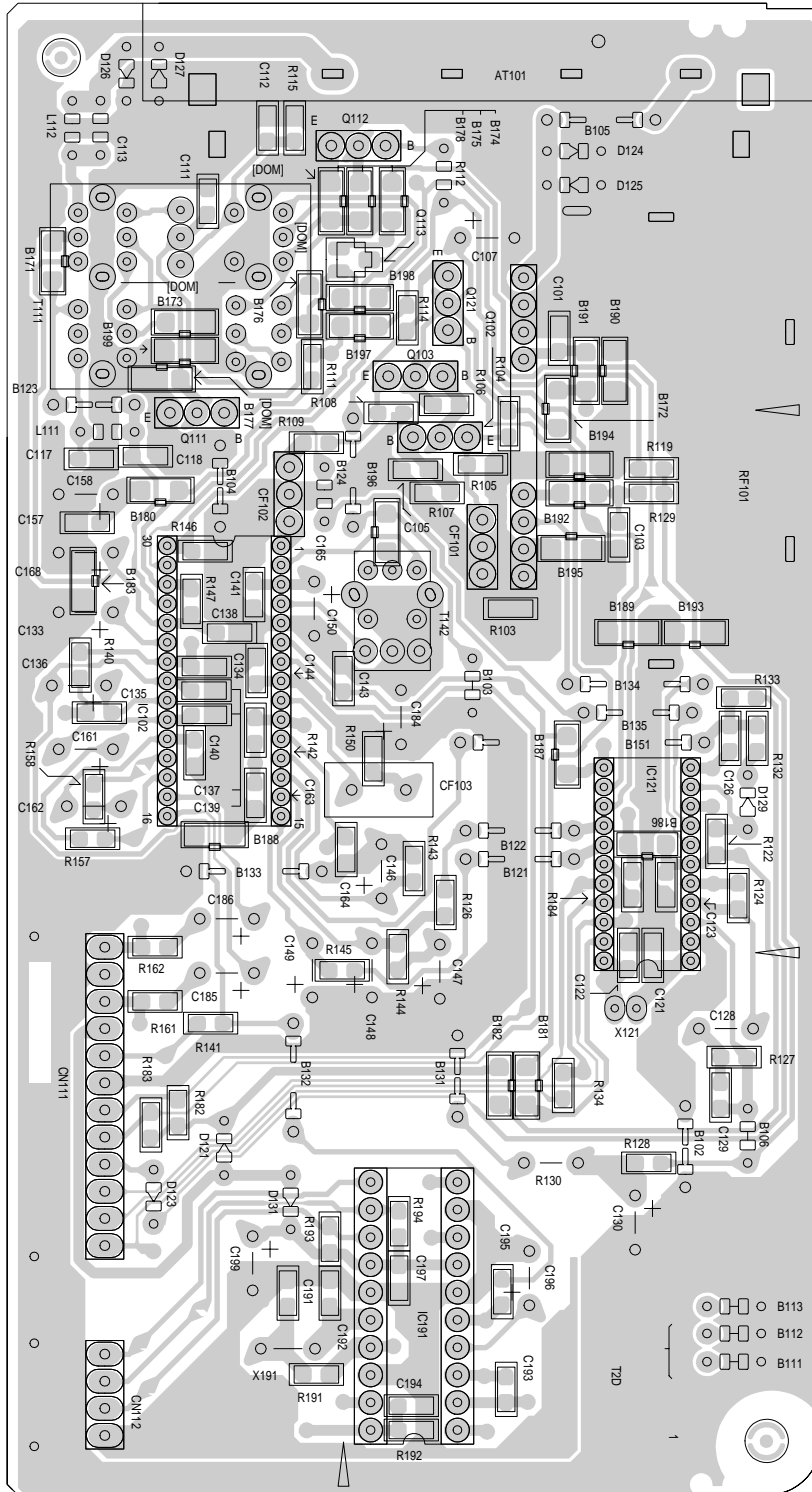 D126
D127
C112
R115
AT101
L112
C113
E
Q112
B
B178
B175
B174
B105
D124
D125
C111
[DOM]
R112
Q113
[DOM]
C107
B171
T111
[DOM]
B173
B199
B176
B198
R114
E
Q121
B
Q102
C101
B191
B190
B197
Q103
E
B
R104
R106
R111
R108
B172
B123
L111
E
Q111
B
B177
[DOM]
R109
B
E
B194
R119
C117
C118
B104
CF102
B124
B196
R105
R107
C158
B180
C105
CF101
B192
R129
RF101
C157
R146
30
1
C165
B195
C103
C168
B183
R147
C141
C138
C150
T142
R103
B189
B193
C133
R140
C136
C134
C144
C143
B103
B134
R133
C135
IC102
C184
B135
C161
R158
C140
R142
R150
B151
B187
IC121
C126
R132
C162
C137
C139
C163
CF103
D129
16
15
R157
B188
B122
B186
R122
B133
C164
C146
R143
B121
R126
R184
R124
C186
C123
C149
R145
R162
R144
C147
C122
C121
C185
C148
X121
C128
R161
R141
B182
B181
R127
CN111
R183
R182
B132
B131
R134
D121
B102
C129
B106
R128
R130
D123
D131
R193
R194
C130
C199
C195
C197
C196
C191
IC191
B113
B112
C192
B111
X191
R191
C193
T2D
C194
CN112
R192
1